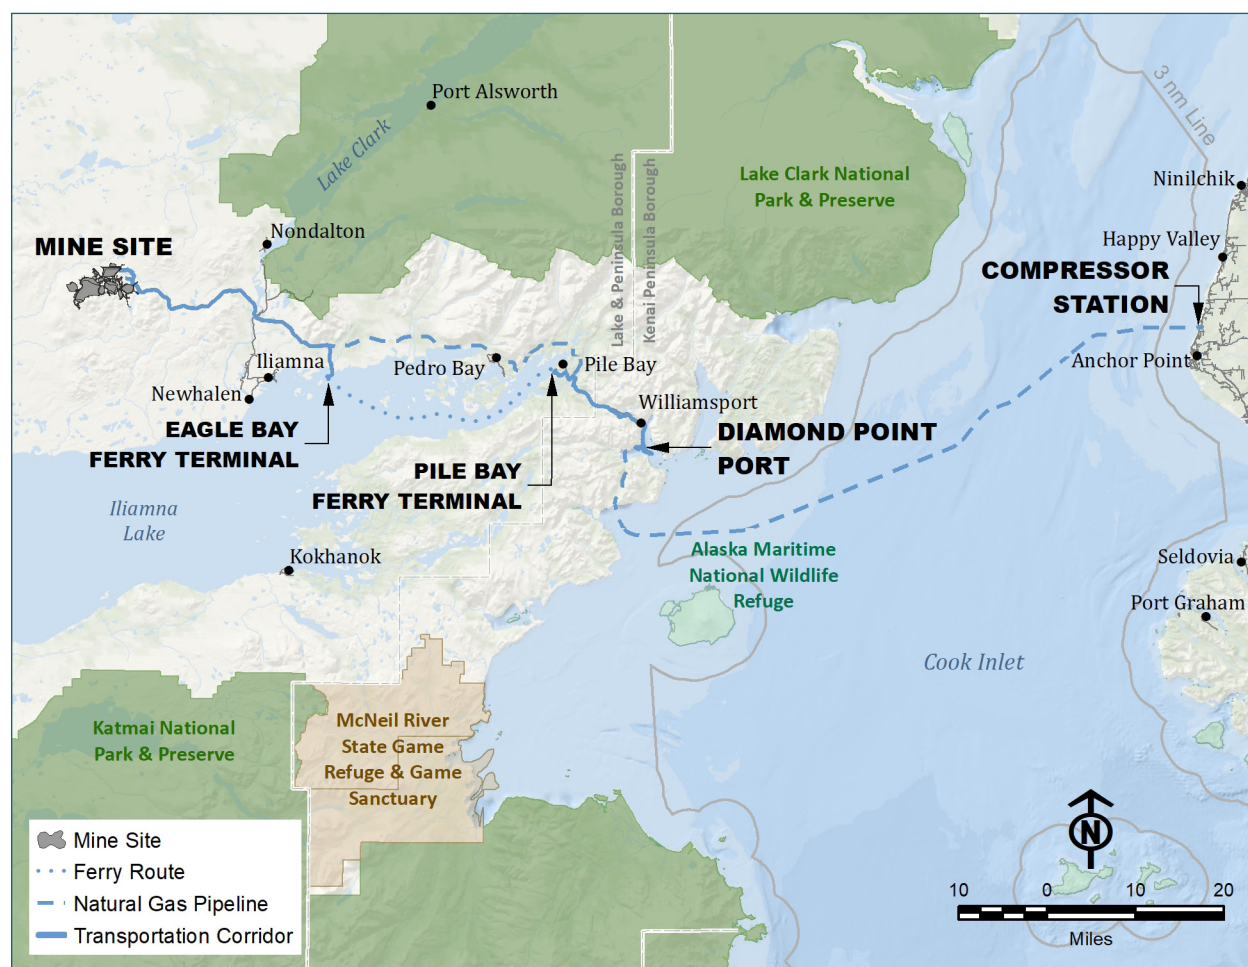 Port Alsworth
Lake Clark
3 nm Line
Lake Clark National
Park & Preserve
Lake & Peninsula Borough
Kenai Peninsula Borough
Ninilchik
Nondalton
MINE SITE
Happy Valley
COMPRESSOR
STATION
Iliamna
Pedro Bay
Pile Bay
Anchor Point
Newhalen
Williamsport
EAGLE BAY
FERRY TERMINAL
DIAMOND POINT
PORT
PILE BAY
FERRY TERMINAL
Iliamna
Lake
Kokhanok
Alaska Maritime
National Wildlife
Refuge
Seldovia
Port Graham
Cook Inlet
Katmai National
Park & Preserve
McNeil River
State Game
Refuge & Game
Sanctuary
Mine Site
Ferry Route
Natural Gas Pipeline
Transportation Corridor
N
10 0 10 20
Miles